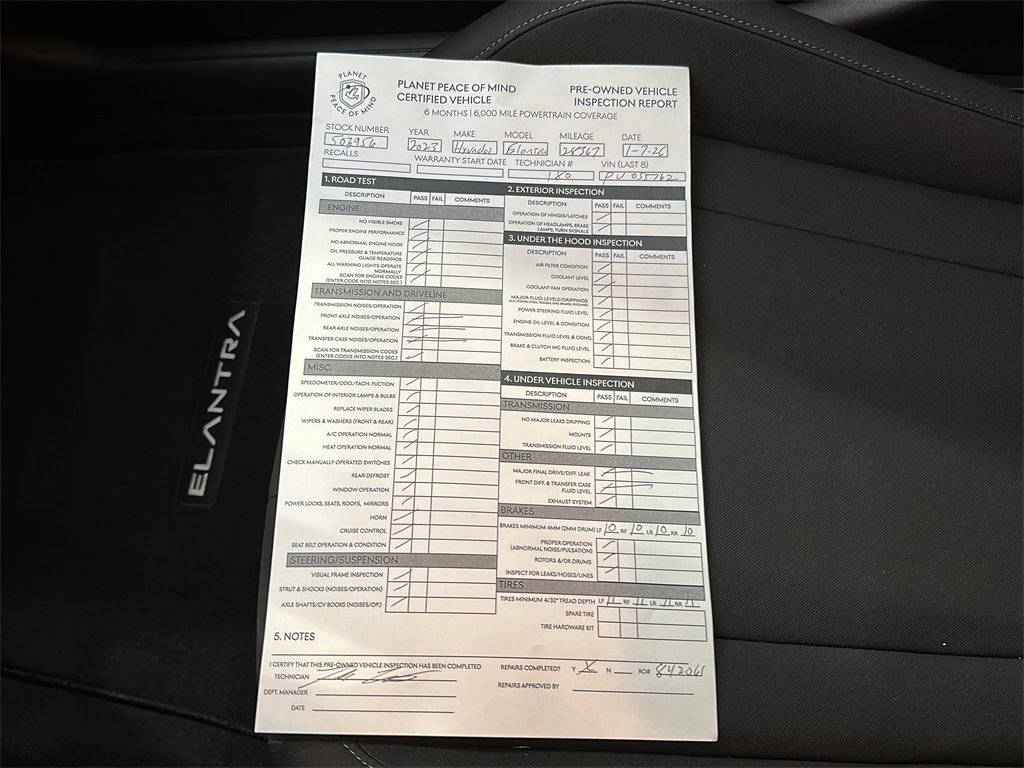 PLANET
PEACE OF MIND
PLANET PEACE OF MIND
CERTIFIED VEHICLE
PRE-OWNED VEHICLE
INSPECTION REPORT
6 MONTHS | 6,000 MILE POWERTRAIN COVERAGE
STOCK NUMBER YEAR MAKE MODEL MILEAGE DATE
503956 2023 Hyundai Elantra 28367 1-7-26
RECALLS WARRANTY START DATE TECHNICIAN # VIN (LAST 8)
180 PU 055762
1. ROAD TEST
DESCRIPTION PASS FAIL COMMENTS
ENGINE
NO VISIBLE SMOKE
PROPER ENGINE PERFORMANCE
NO ABNORMAL ENGINE NOISE
OIL PRESSURE & TEMPERATURE
GUAGE READINGS
ALL WARNING LIGHTS OPERATE
NORMALLY
SCAN FOR ENGINE CODES
(ENTER CODE INTO NOTES SEC.)
TRANSMISSION AND DRIVELINE
TRANSMISSION NOISES/OPERATION
FRONT AXLE NOISES/OPERATION
REAR AXLE NOISES/OPERATION
TRANSFER CASE NOISES/OPERATION
SCAN FOR TRANSMISSION CODES
(ENTER CODES INTO NOTES SEC.)
MISC.
SPEEDOMETER/ODO./TACH. FUCTION
OPERATION OF INTERIOR LAMPS & BULBS
REPLACE WIPER BLADES
WIPERS & WASHERS (FRONT & REAR)
A/C OPERATION NORMAL
HEAT OPERATION NORMAL
CHECK MANUALLY OPERATED SWITCHES
REAR DEFROST
WINDOW OPERATION
POWER LOCKS, SEATS, ROOFS, MIRRORS
HORN
CRUISE CONTROL
SEAT BELT OPERATION & CONDITION
STEERING/SUSPENSION
VISUAL FRAME INSPECTION
STRUT & SHOCKS (NOISES/OPERATION)
AXLE SHAFTS/CV BOOKS (NOISES/OP.)
2. EXTERIOR INSPECTION
DESCRIPTION PASS FAIL COMMENTS
OPERATION OF HINGES/LATCHES
OPERATION OF HEADLAMPS, BRAKE
LAMPS, TURN SIGNALS
3. UNDER THE HOOD INSPECTION
DESCRIPTION PASS FAIL COMMENTS
AIR FILTER CONDITION
COOLANT LEVEL
COOLANT FAN OPERATION
MAJOR FLUID LEVELS/DRIPPINGS
POWER STEERING FLUID LEVEL
ENGINE OIL LEVEL & CONDITION
TRANSMISSION FLUID LEVEL & COND.
BRAKE & CLUTCH MC FLUID LEVEL
BATTERY INSPECTION
4. UNDER VEHICLE INSPECTION
DESCRIPTION PASS FAIL COMMENTS
TRANSMISSION
NO MAJOR LEAKS DRIPPING
MOUNTS
TRANSMISSION FLUID LEVEL
OTHER
MAJOR FINAL DRIVE/DIFF. LEAK
FRONT DIFF. & TRANSFER CASE
FLUID LEVEL
EXHAUST SYSTEM
BRAKES
BRAKES MINIMUM 4MM (2MM DRUM) LF 10 RF 10 LR 10 RR 10
PROPER OPERATION
(ABNORMAL NOISE/PULSATION)
ROTORS &/OR DRUMS
INSPECT FOR LEAKS/HOSES/LINES
TIRES
TIRES MINIMUM 4/32" TREAD DEPTH LF 11 RF 11 LR 11 RR 11
SPARE TIRE
TIRE HARDWARE KIT
5. NOTES
I CERTIFY THAT THIS PRE-OWNED VEHICLE INSPECTION HAS BEEN COMPLETED
TECHNICIAN
DEPT. MANAGER
DATE
REPAIRS COMPLETED? Y X N RO# 842061
REPAIRS APPROVED BY
ELANTRA